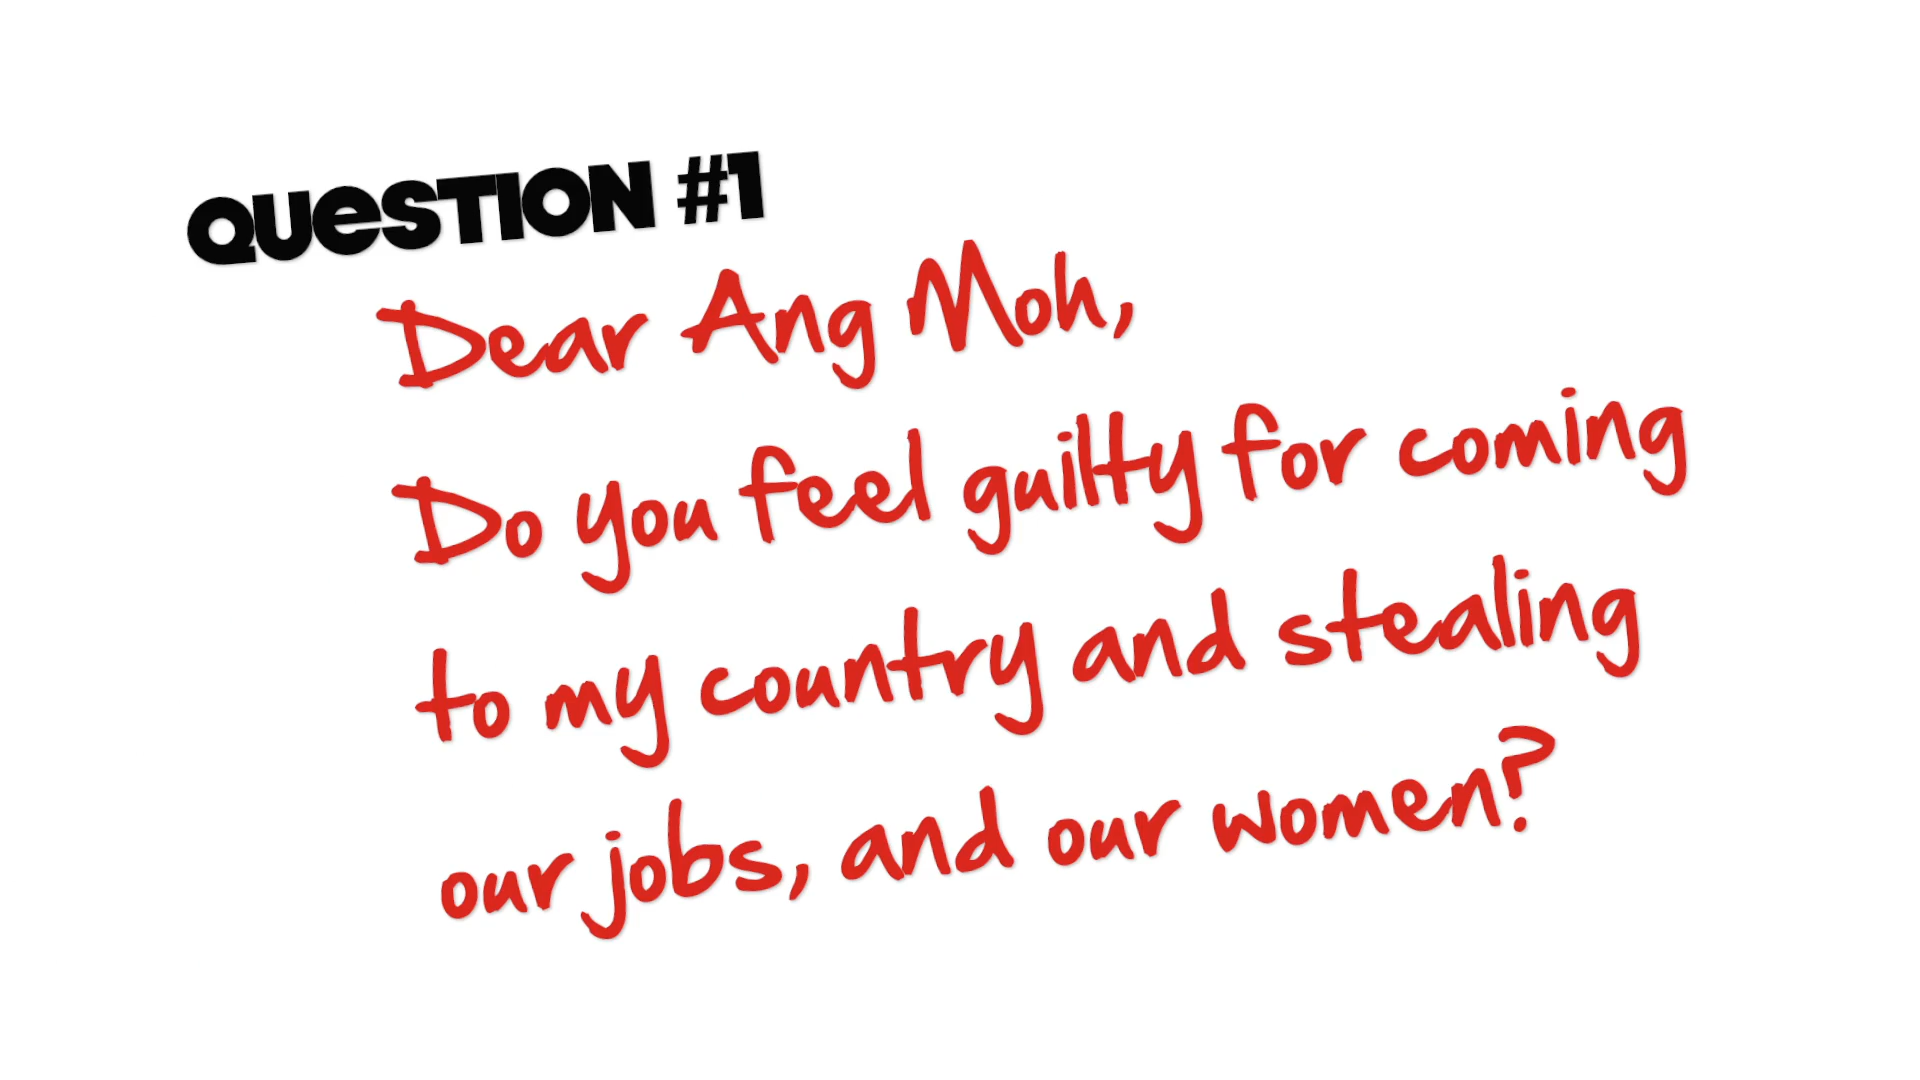 QUESTION #1
Dear Ang Moh,
Do you feel guilty for coming
to my country and stealing
our jobs, and our women?